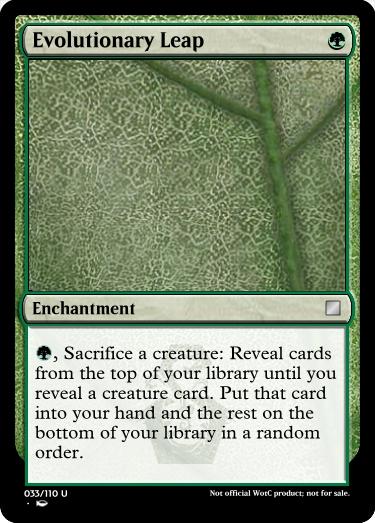 Evolutionary Leap
Enchantment
, Sacrifice a creature: Reveal cards
from the top of your library until you
reveal a creature card. Put that card
into your hand and the rest on the
bottom of your library in a random
order.
033/110 U
Not official WotC product; not for sale.